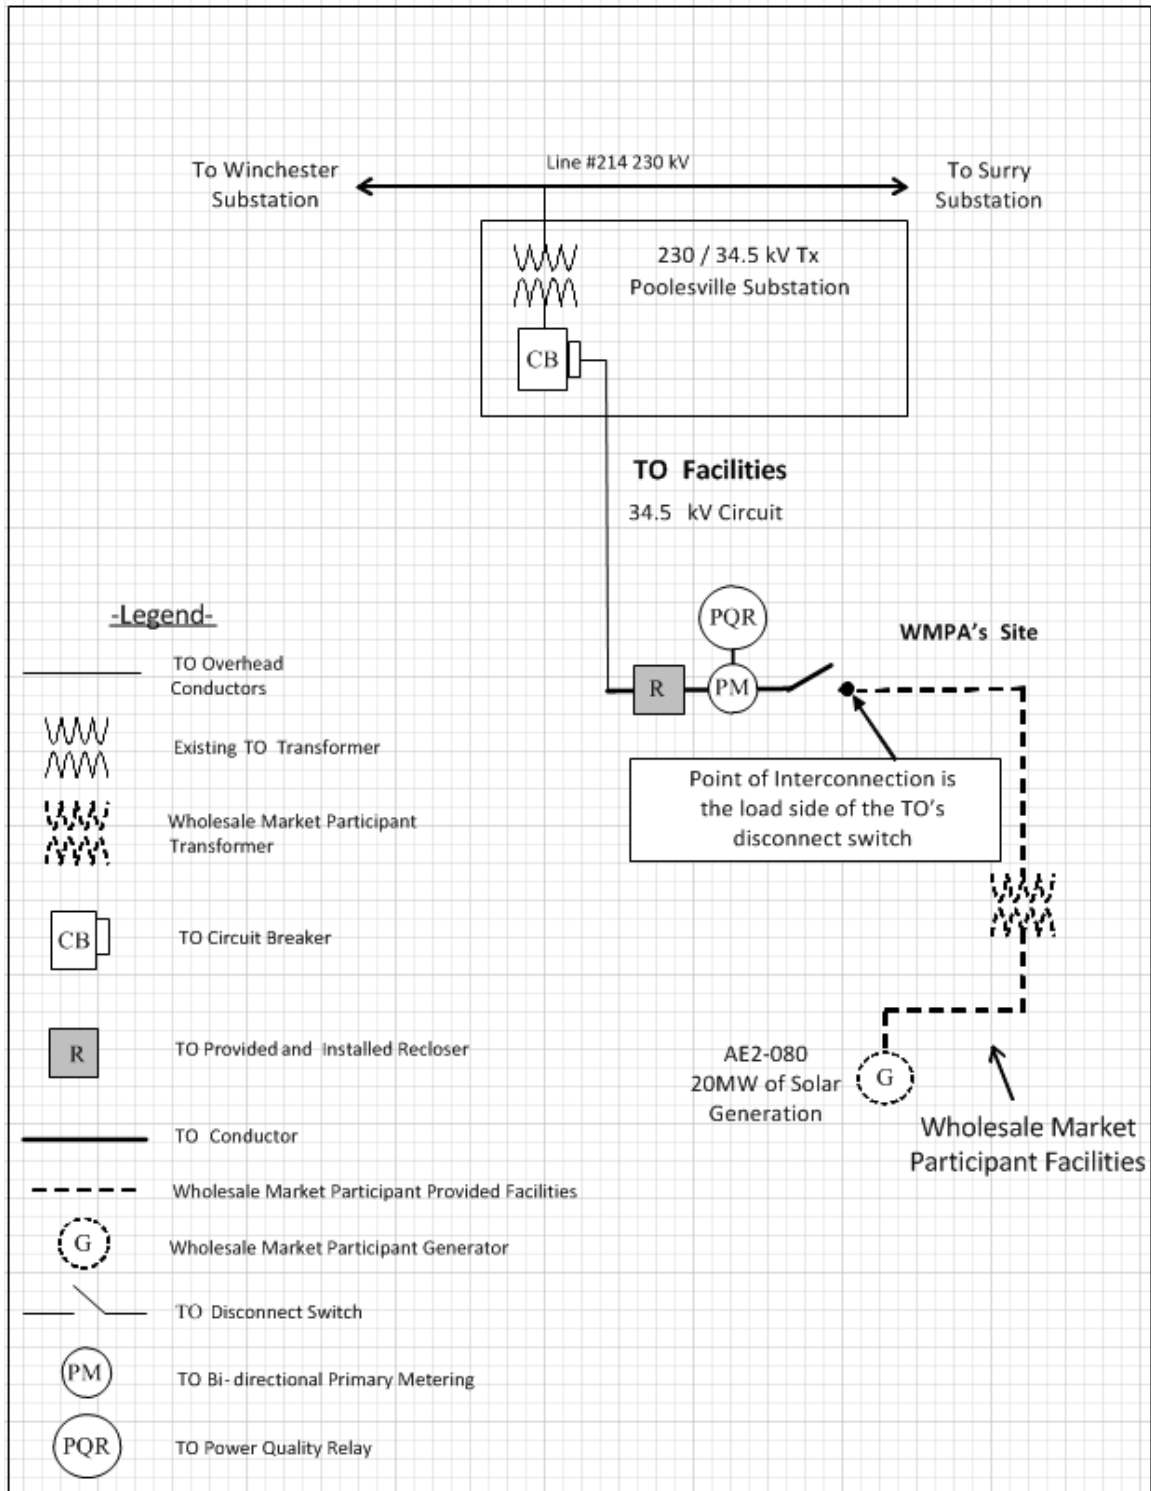 Line #214 230 kV
To Winchester
Substation
To Surry
Substation
230 / 34.5 kV Tx
Poolesville Substation
CB
TO Facilities
34.5 kV Circuit
PQR
WMPA's Site
R
PM
Point of Interconnection is
the load side of the TO's
disconnect switch
AE2-080
20MW of Solar
Generation
G
Wholesale Market
Participant Facilities
-Legend-
TO Overhead
Conductors
Existing TO Transformer
Wholesale Market Participant
Transformer
CB
TO Circuit Breaker
R
TO Provided and Installed Recloser
TO Conductor
Wholesale Market Participant Provided Facilities
G
Wholesale Market Participant Generator
TO Disconnect Switch
PM
TO Bi-directional Primary Metering
PQR
TO Power Quality Relay